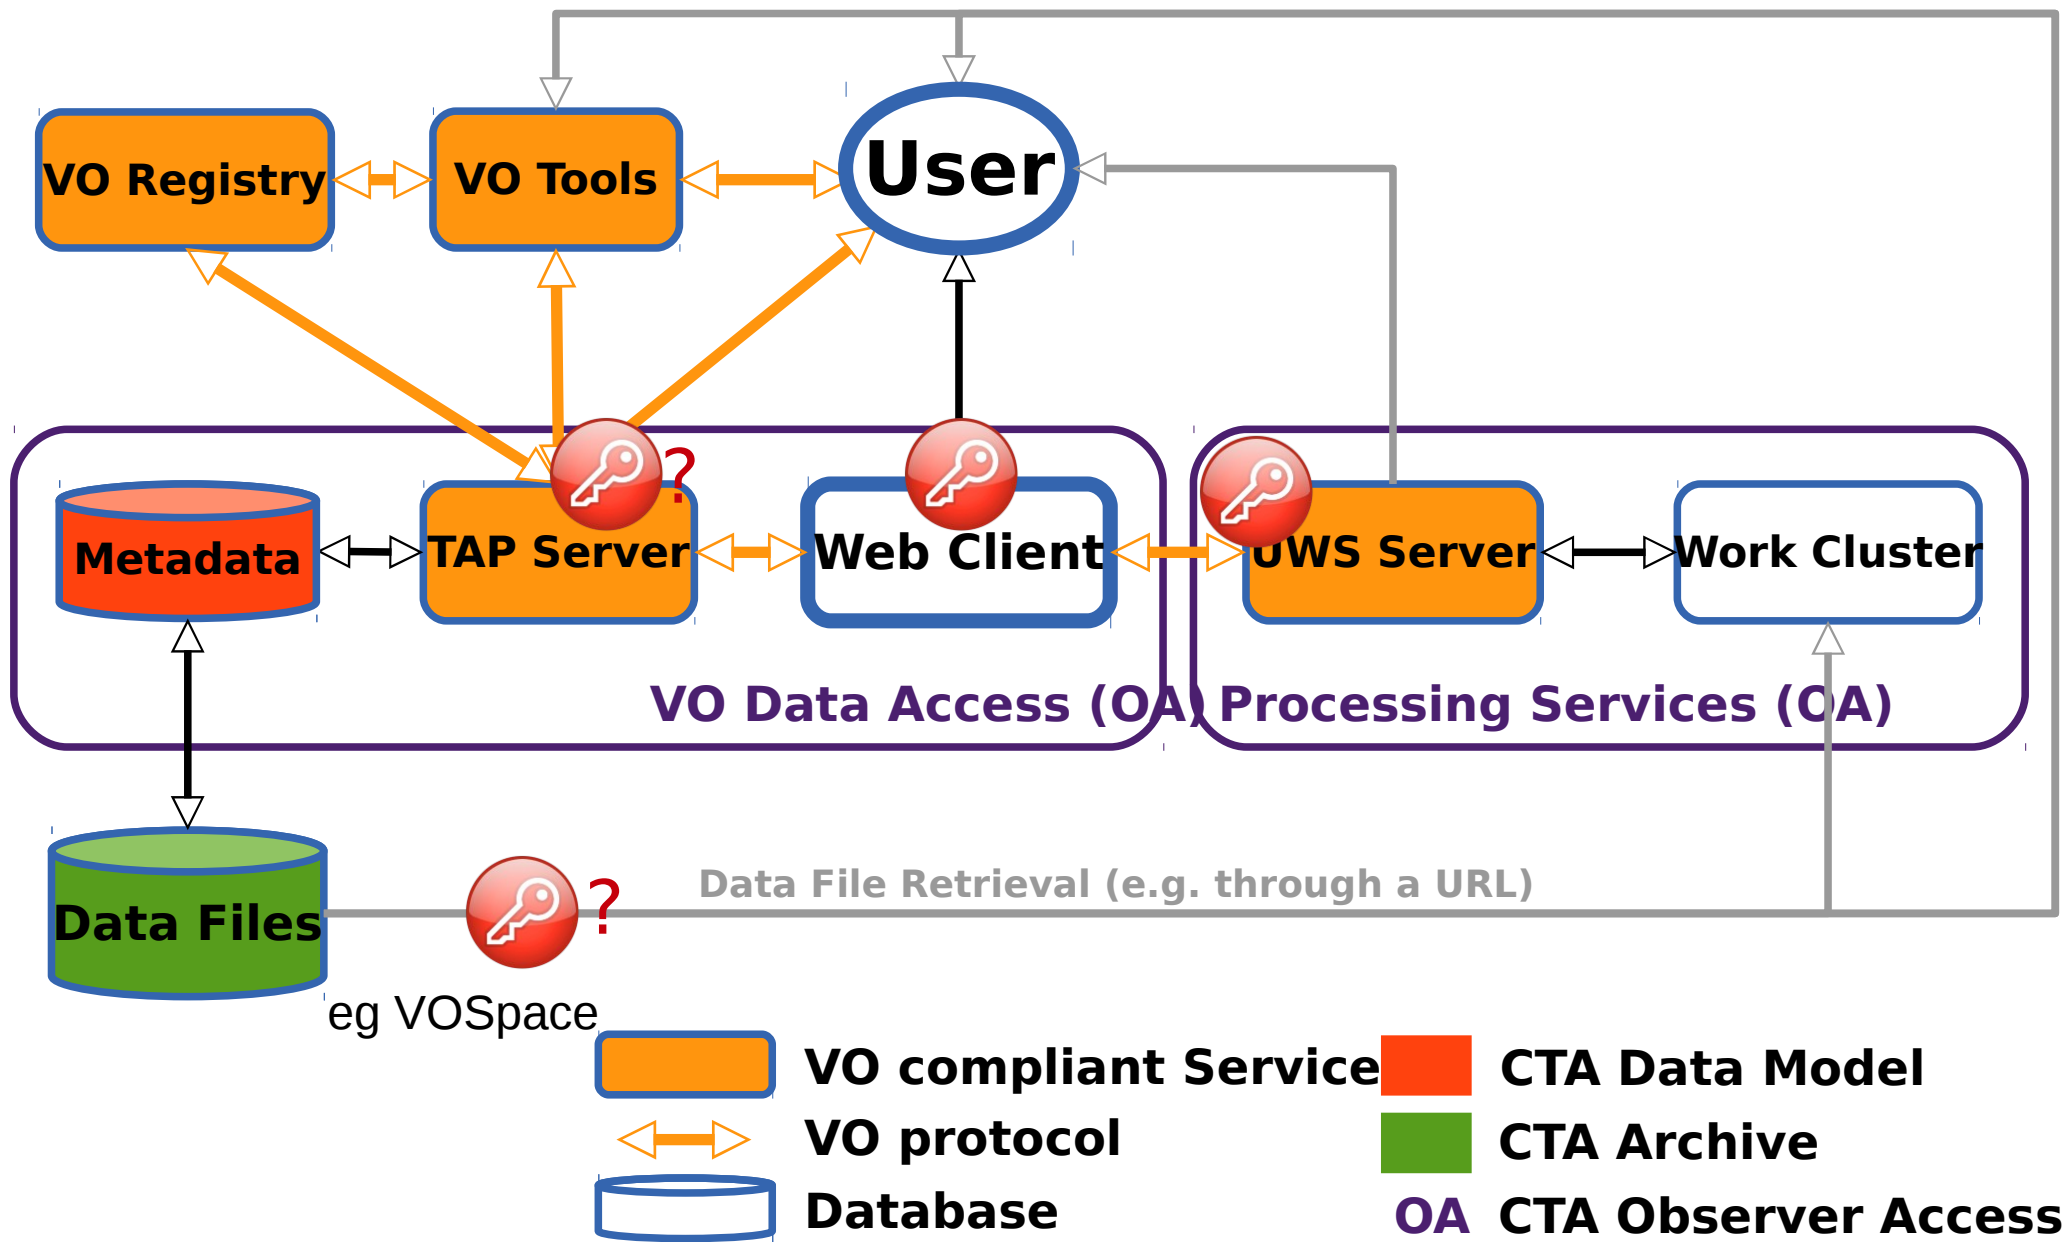 User
VO Registry
VO Tools
?
Metadata
TAP Server
Web Client
UWS Server
Work Cluster
VO Data Access (OA)
Processing Services (OA)
Data File Retrieval (e.g. through a URL)
?
Data Files
eg VOSpace
VO compliant Service
CTA Data Model
VO protocol
CTA Archive
Database
OA CTA Observer Access